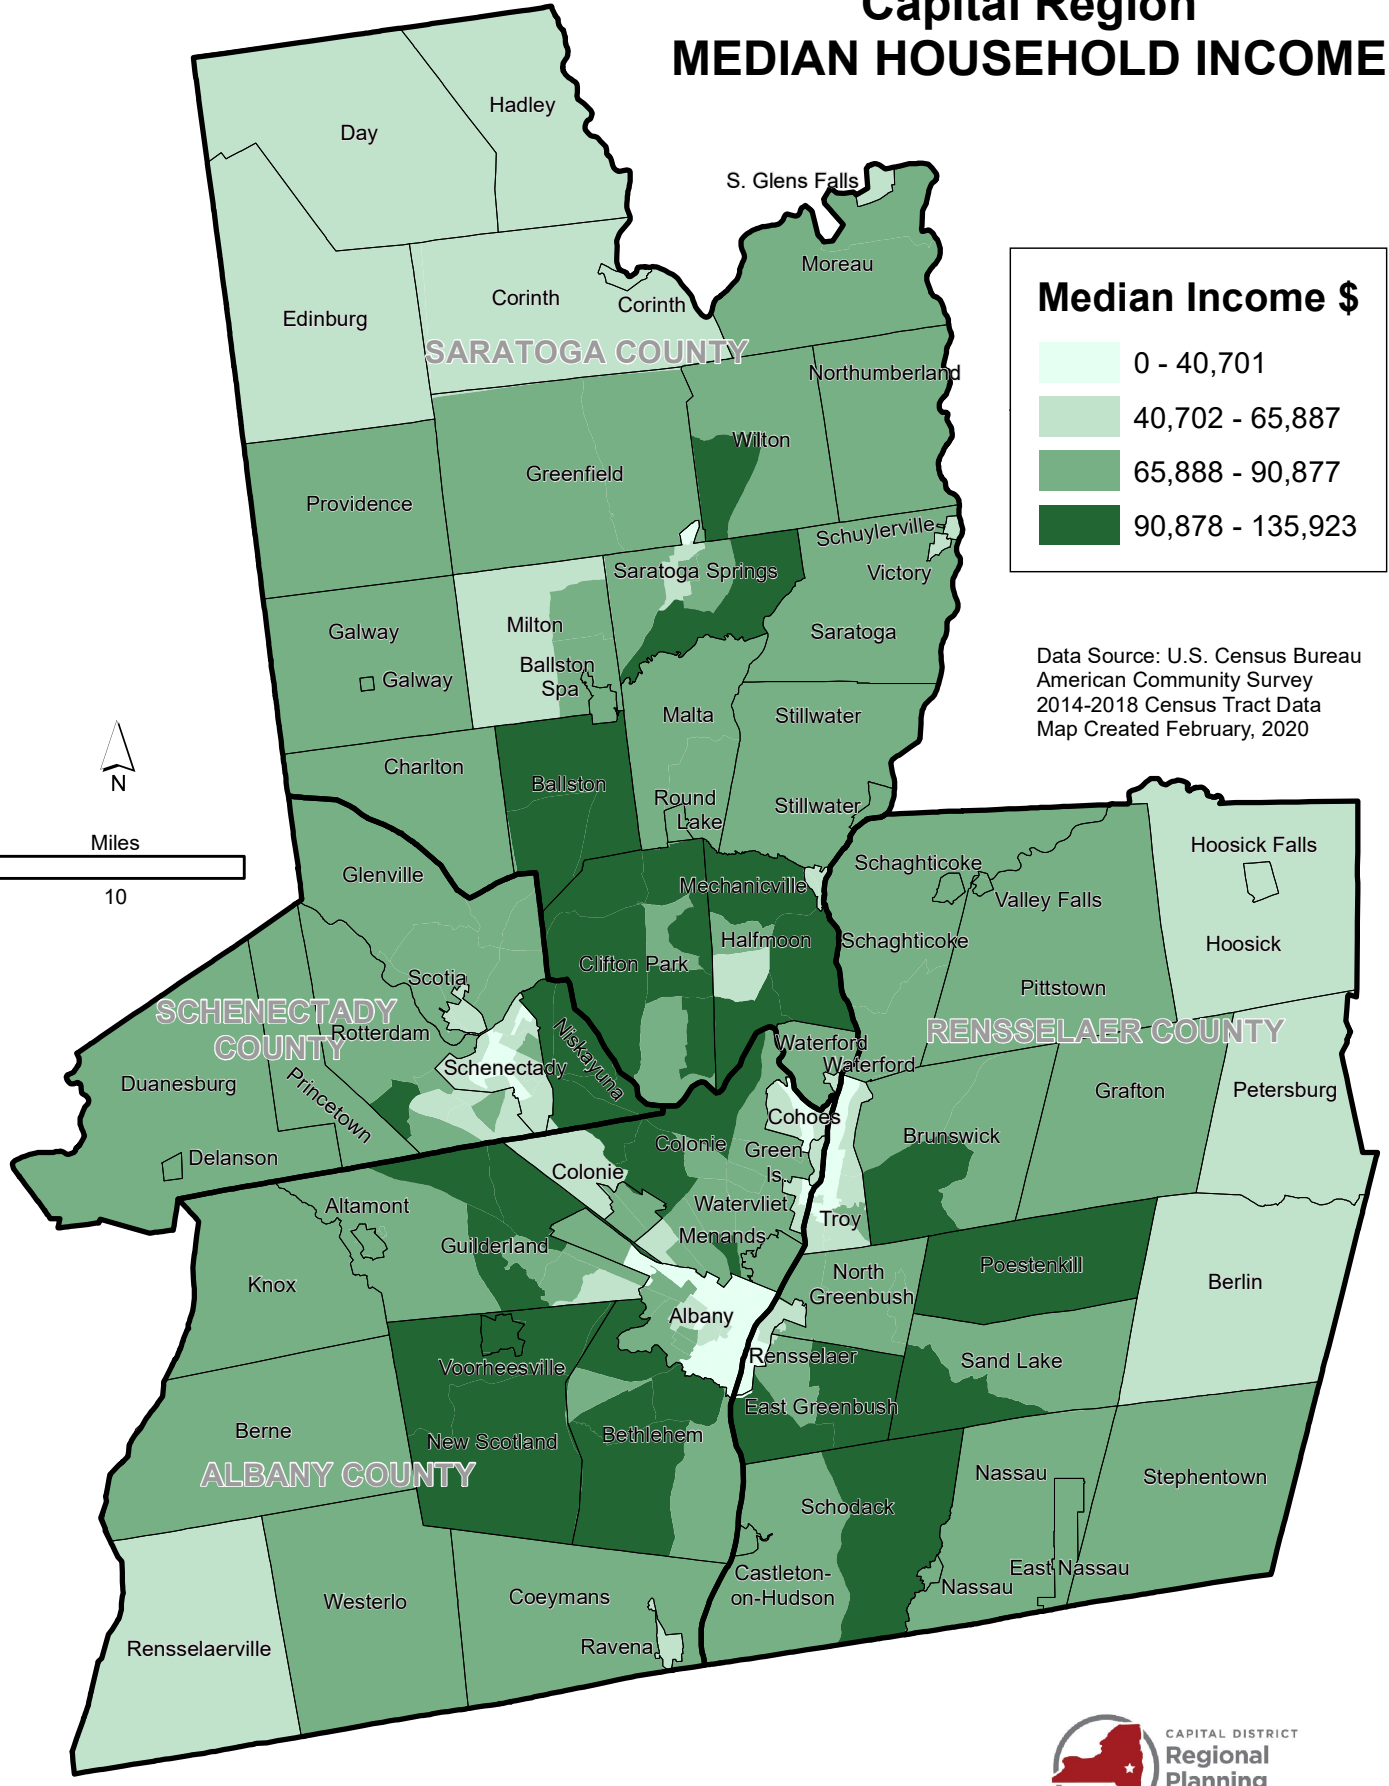 Capital Region
MEDIAN HOUSEHOLD INCOME
Hadley
Day
S. Glens Falls
Moreau
Edinburg
Corinth
Corinth
SARATOGA COUNTY
Northumberland
Wilton
Greenfield
Providence
Schuylerville
Victory
Saratoga Springs
Saratoga
Galway
Milton
Galway
Ballston
Spa
Malta
Stillwater
Charlton
Ballston
Round
Lake
Stillwater
Median Income $
0 - 40,701
40,702 - 65,887
65,888 - 90,877
90,878 - 135,923
Data Source: U.S. Census Bureau
American Community Survey
2014-2018 Census Tract Data
Map Created February, 2020
N
Miles
10
Glenville
Mechanicville
Schaghticoke
Hoosick Falls
Valley Falls
Halfmoon
Schaghticoke
Hoosick
Clifton Park
Scotia
Pittstown
SCHENECTADY
COUNTY
Rotterdam
RENSSELAER COUNTY
Niskayuna
Waterford
Waterford
Schenectady
Duanesburg
Princetown
Grafton
Petersburg
Cohoes
Brunswick
Delanson
Colonie
Green
Is.
Colonie
Altamont
Watervliet
Troy
Menands
Guilderland
Knox
North
Greenbush
Poestenkill
Berlin
Albany
Voorheesville
Rensselaer
Sand Lake
East Greenbush
Berne
New Scotland
Bethlehem
ALBANY COUNTY
Nassau
Stephentown
Schodack
East Nassau
Castleton-
on-Hudson
Nassau
Westerlo
Coeymans
Ravena
Rensselaerville
CAPITAL DISTRICT
Regional
Planning